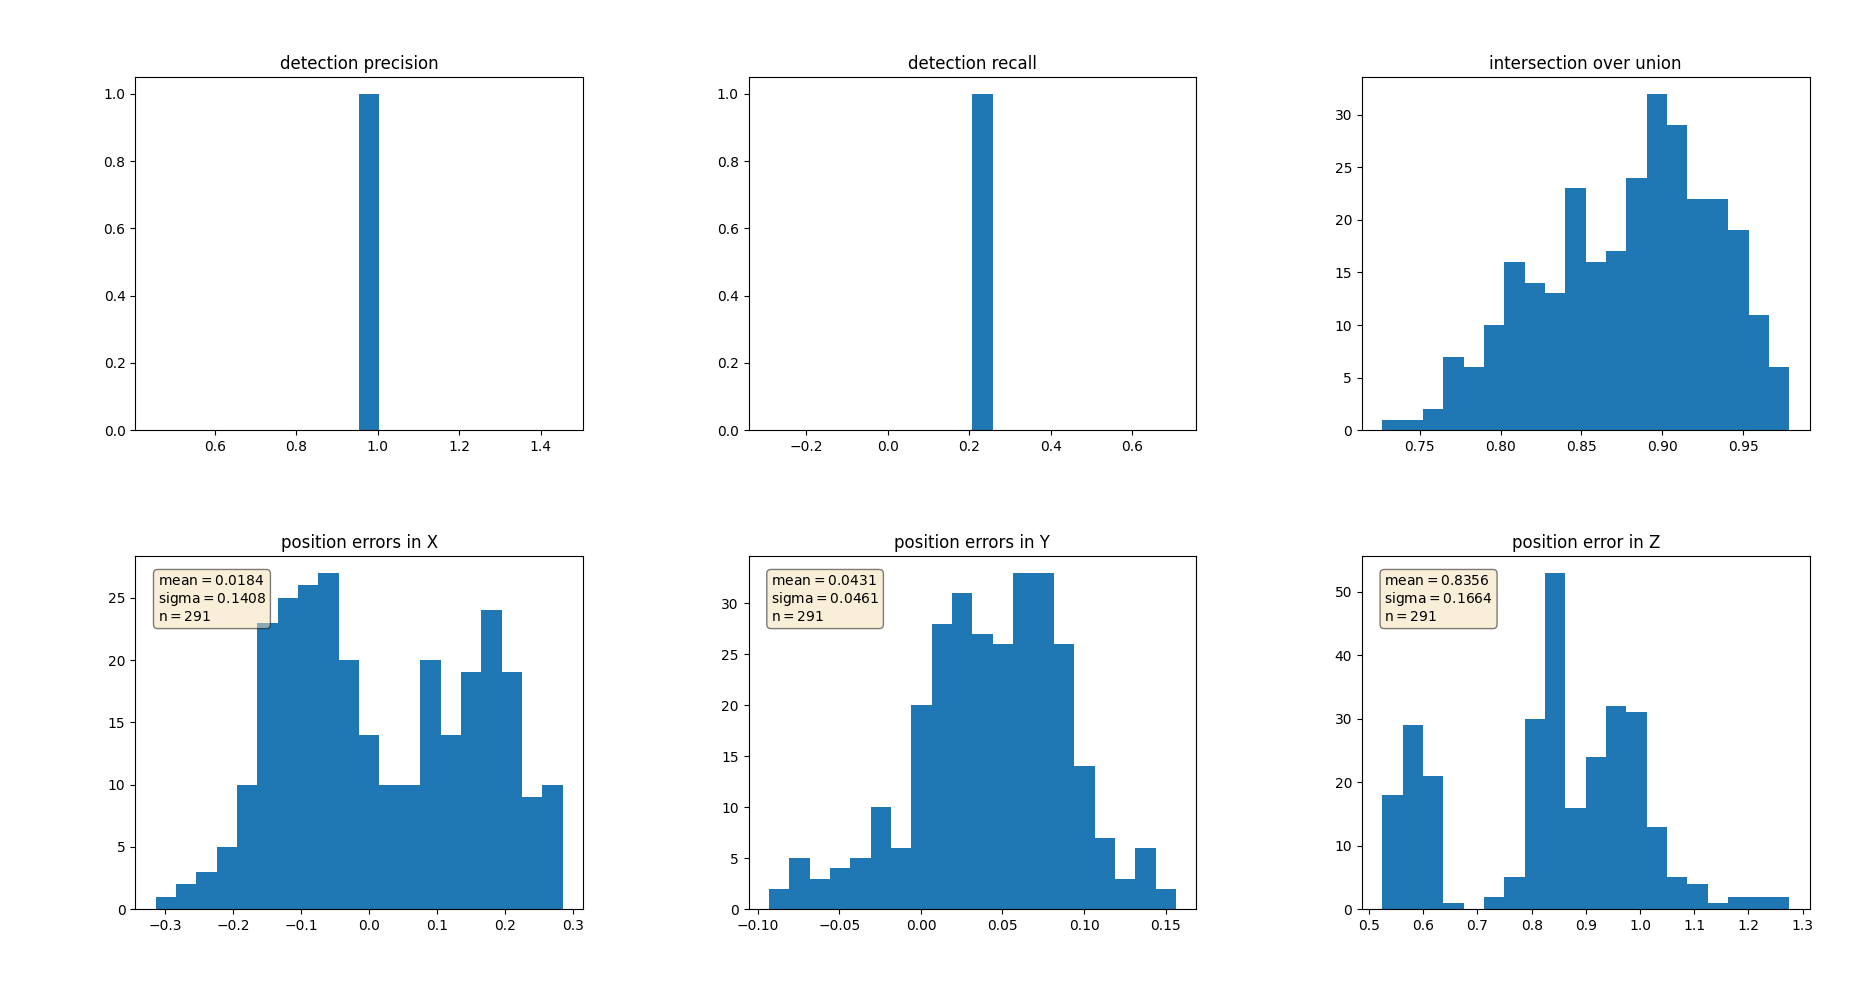 detection precision
1.0
0.8
0.6
0.4
0.2
0.0
0.6 0.8 1.0 1.2 1.4
detection recall
1.0
0.8
0.6
0.4
0.2
0.0
−0.2 0.0 0.2 0.4 0.6
intersection over union
30
25
20
15
10
5
0
0.75 0.80 0.85 0.90 0.95
position errors in X
mean = 0.0184
sigma = 0.1408
n = 291
25
20
15
10
5
0
−0.3 −0.2 −0.1 0.0 0.1 0.2 0.3
position errors in Y
mean = 0.0431
sigma = 0.0461
n = 291
30
25
20
15
10
5
0
−0.10 −0.05 0.00 0.05 0.10 0.15
position error in Z
mean = 0.8356
sigma = 0.1664
n = 291
50
40
30
20
10
0
0.5 0.6 0.7 0.8 0.9 1.0 1.1 1.2 1.3